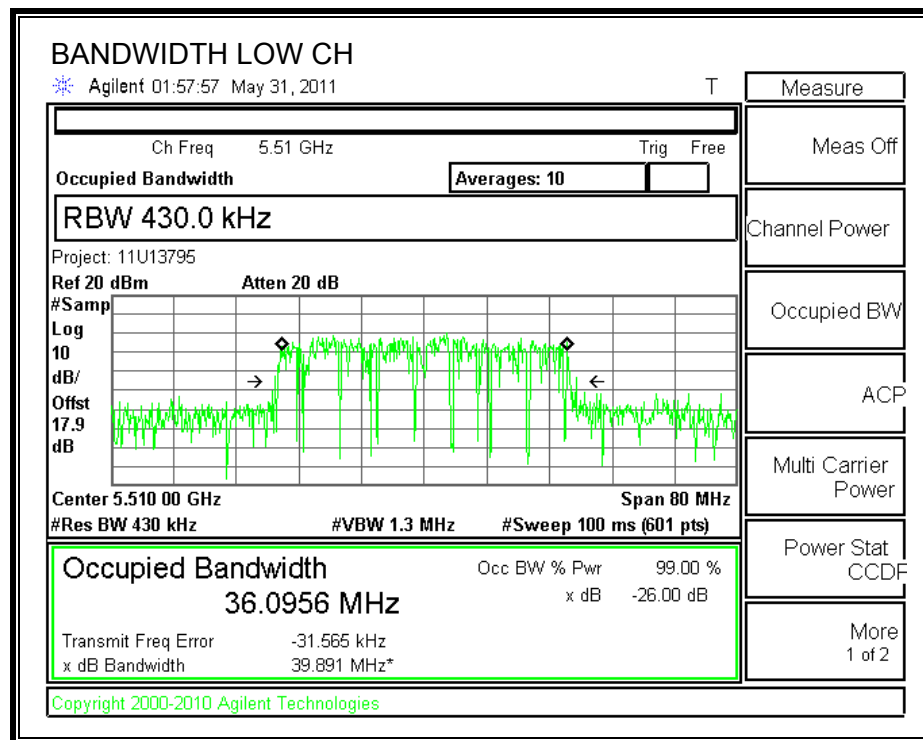 BANDWIDTH LOW CH
Agilent 01:57:57 May 31, 2011 T
Measure
Ch Freq 5.51 GHz Trig Free
Meas Off
Occupied Bandwidth Averages: 10
RBW 430.0 kHz
Channel Power
Project: 11U13795
Ref 20 dBm Atten 20 dB
#Samp
Log
10
dB/
Offst
17.9
dB
Occupied BW
ACP
Center 5.510 00 GHz Span 80 MHz
#Res BW 430 kHz #VBW 1.3 MHz #Sweep 100 ms (601 pts)
Multi Carrier
Power
Occupied Bandwidth Occ BW % Pwr 99.00 %
36.0956 MHz x dB -26.00 dB
Transmit Freq Error -31.565 kHz
x dB Bandwidth 39.891 MHz*
Power Stat
CCDF
More
1 of 2
Copyright 2000-2010 Agilent Technologies